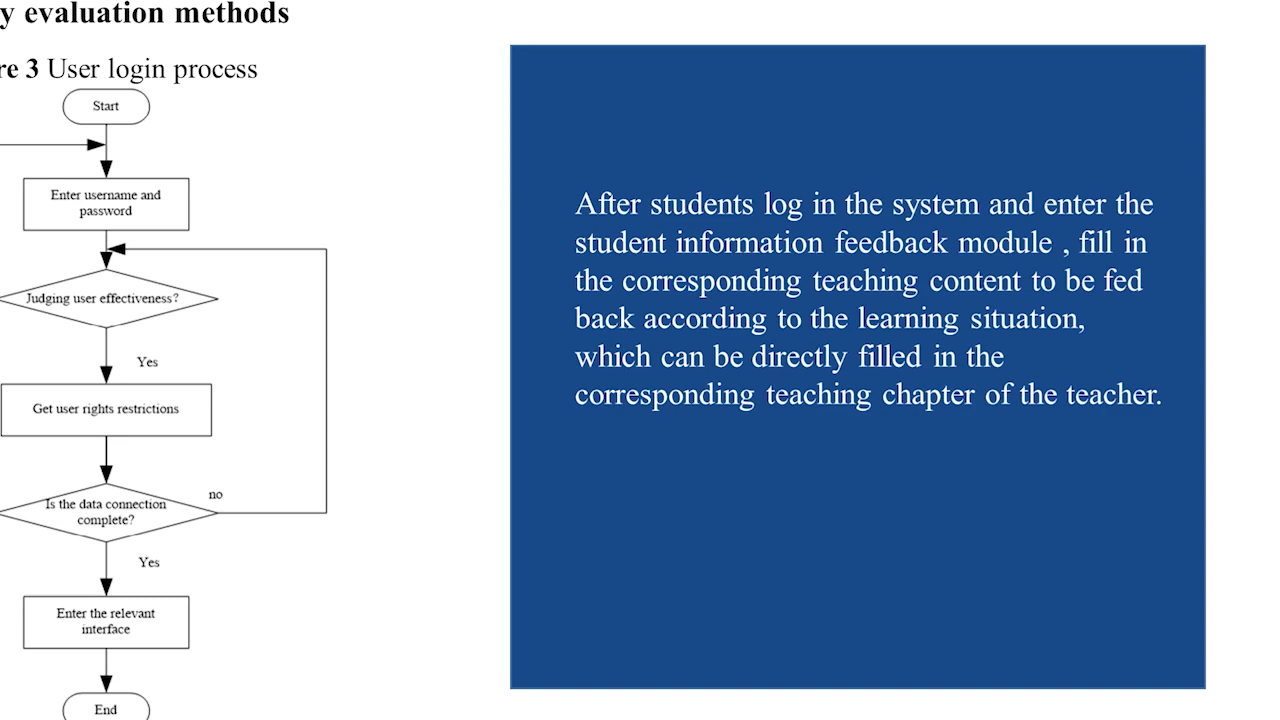 y evaluation methods
re 3 User login process
Start
Enter username and
password
Judging user effectiveness?
Yes
Get user rights restrictions
no
Is the data connection
complete?
Yes
Enter the relevant
interface
End
After students log in the system and enter the
student information feedback module , fill in
the corresponding teaching content to be fed
back according to the learning situation,
which can be directly filled in the
corresponding teaching chapter of the teacher.